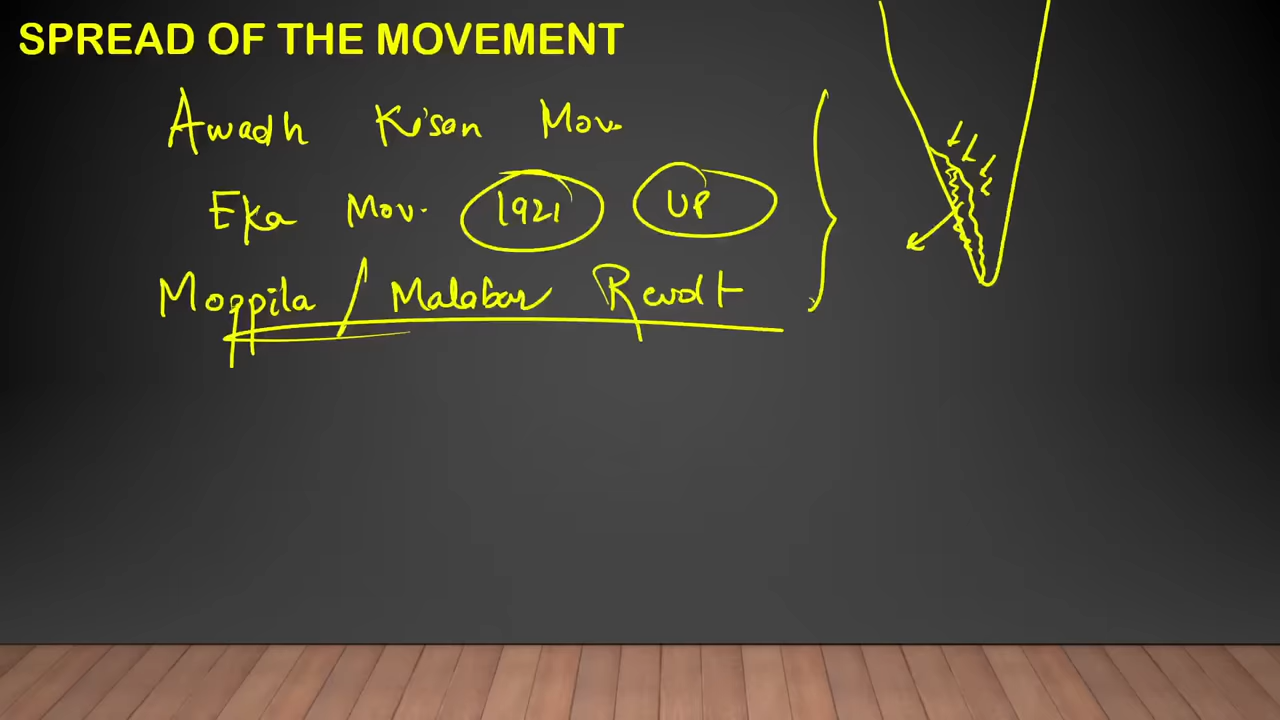 SPREAD OF THE MOVEMENT
Awadh Kisan Mov.
Eka Mov. 1921 UP
Moppila / Malabar Revolt